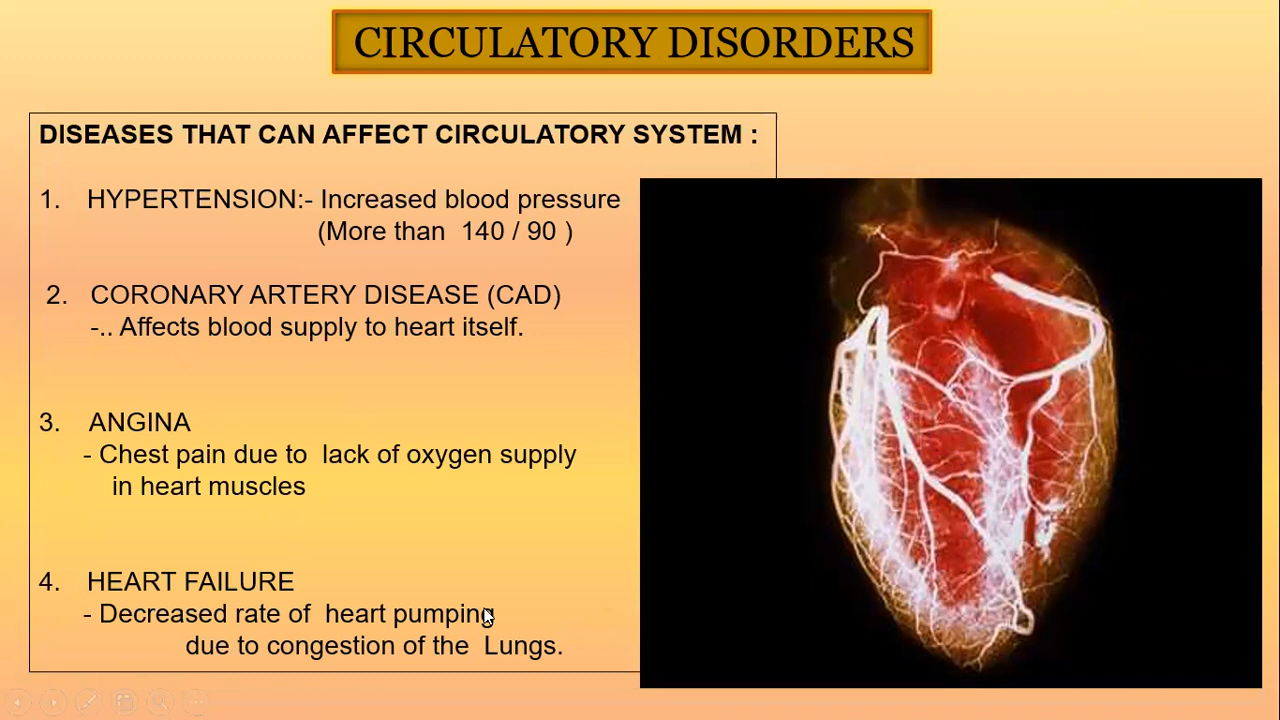 CIRCULATORY DISORDERS
DISEASES THAT CAN AFFECT CIRCULATORY SYSTEM :
1. HYPERTENSION:- Increased blood pressure
(More than 140 / 90 )
2. CORONARY ARTERY DISEASE (CAD)
-.. Affects blood supply to heart itself.
3. ANGINA
- Chest pain due to lack of oxygen supply
in heart muscles
4. HEART FAILURE
- Decreased rate of heart pumping
due to congestion of the Lungs.